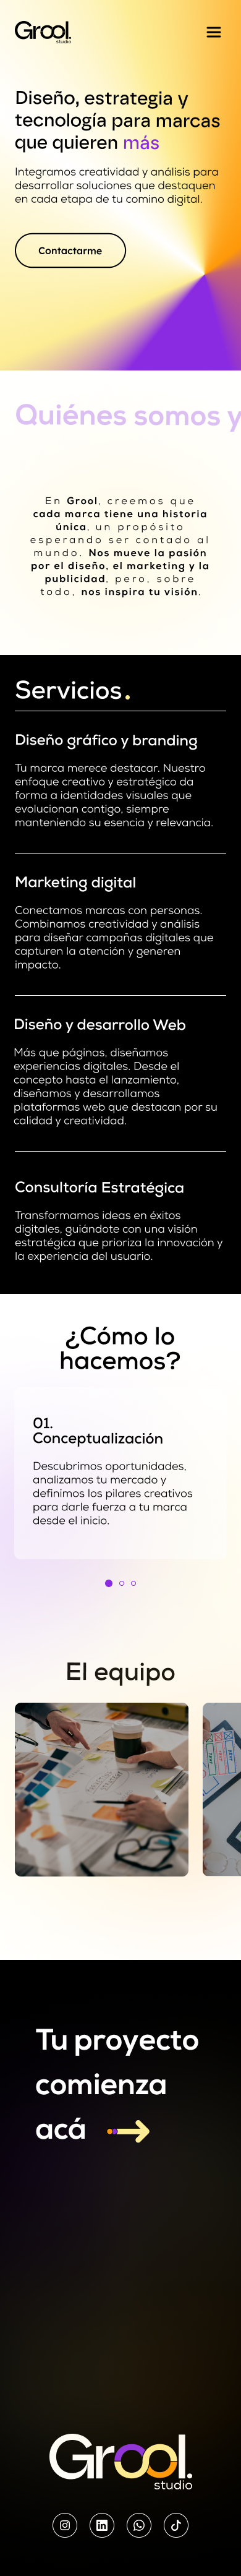 Grool.
studio
Diseño, estrategia y
tecnología para marcas
que quieren más
Integramos creatividad y análisis para
desarrollar soluciones que destaquen
en cada etapa de tu comino digital.
Contactarme
Quiénes somos y
En Grool, creemos que
cada marca tiene una historia
única, un propósito
esperando ser contado al
mundo. Nos mueve la pasión
por el diseño, el marketing y la
publicidad, pero, sobre
todo, nos inspira tu visión.
Servicios.
Diseño gráfico y branding
Tu marca merece destacar. Nuestro
enfoque creativo y estratégico da
forma a identidades visuales que
evolucionan contigo, siempre
manteniendo su esencia y relevancia.
Marketing digital
Conectamos marcas con personas.
Combinamos creatividad y análisis
para diseñar campañas digitales que
capturen la atención y generen
impacto.
Diseño y desarrollo Web
Más que páginas, diseñamos
experiencias digitales. Desde el
concepto hasta el lanzamiento,
diseñamos y desarrollamos
plataformas web que destacan por su
calidad y creatividad.
Consultoría Estratégica
Transformamos ideas en éxitos
digitales, guiándote con una visión
estratégica que prioriza la innovación y
la experiencia del usuario.
¿Cómo lo
hacemos?
01.
Conceptualización
Descubrimos oportunidades,
analizamos tu mercado y
definimos los pilares creativos
para darle fuerza a tu marca
desde el inicio.
El equipo
Tu proyecto
comienza
acá
Grool.
studio